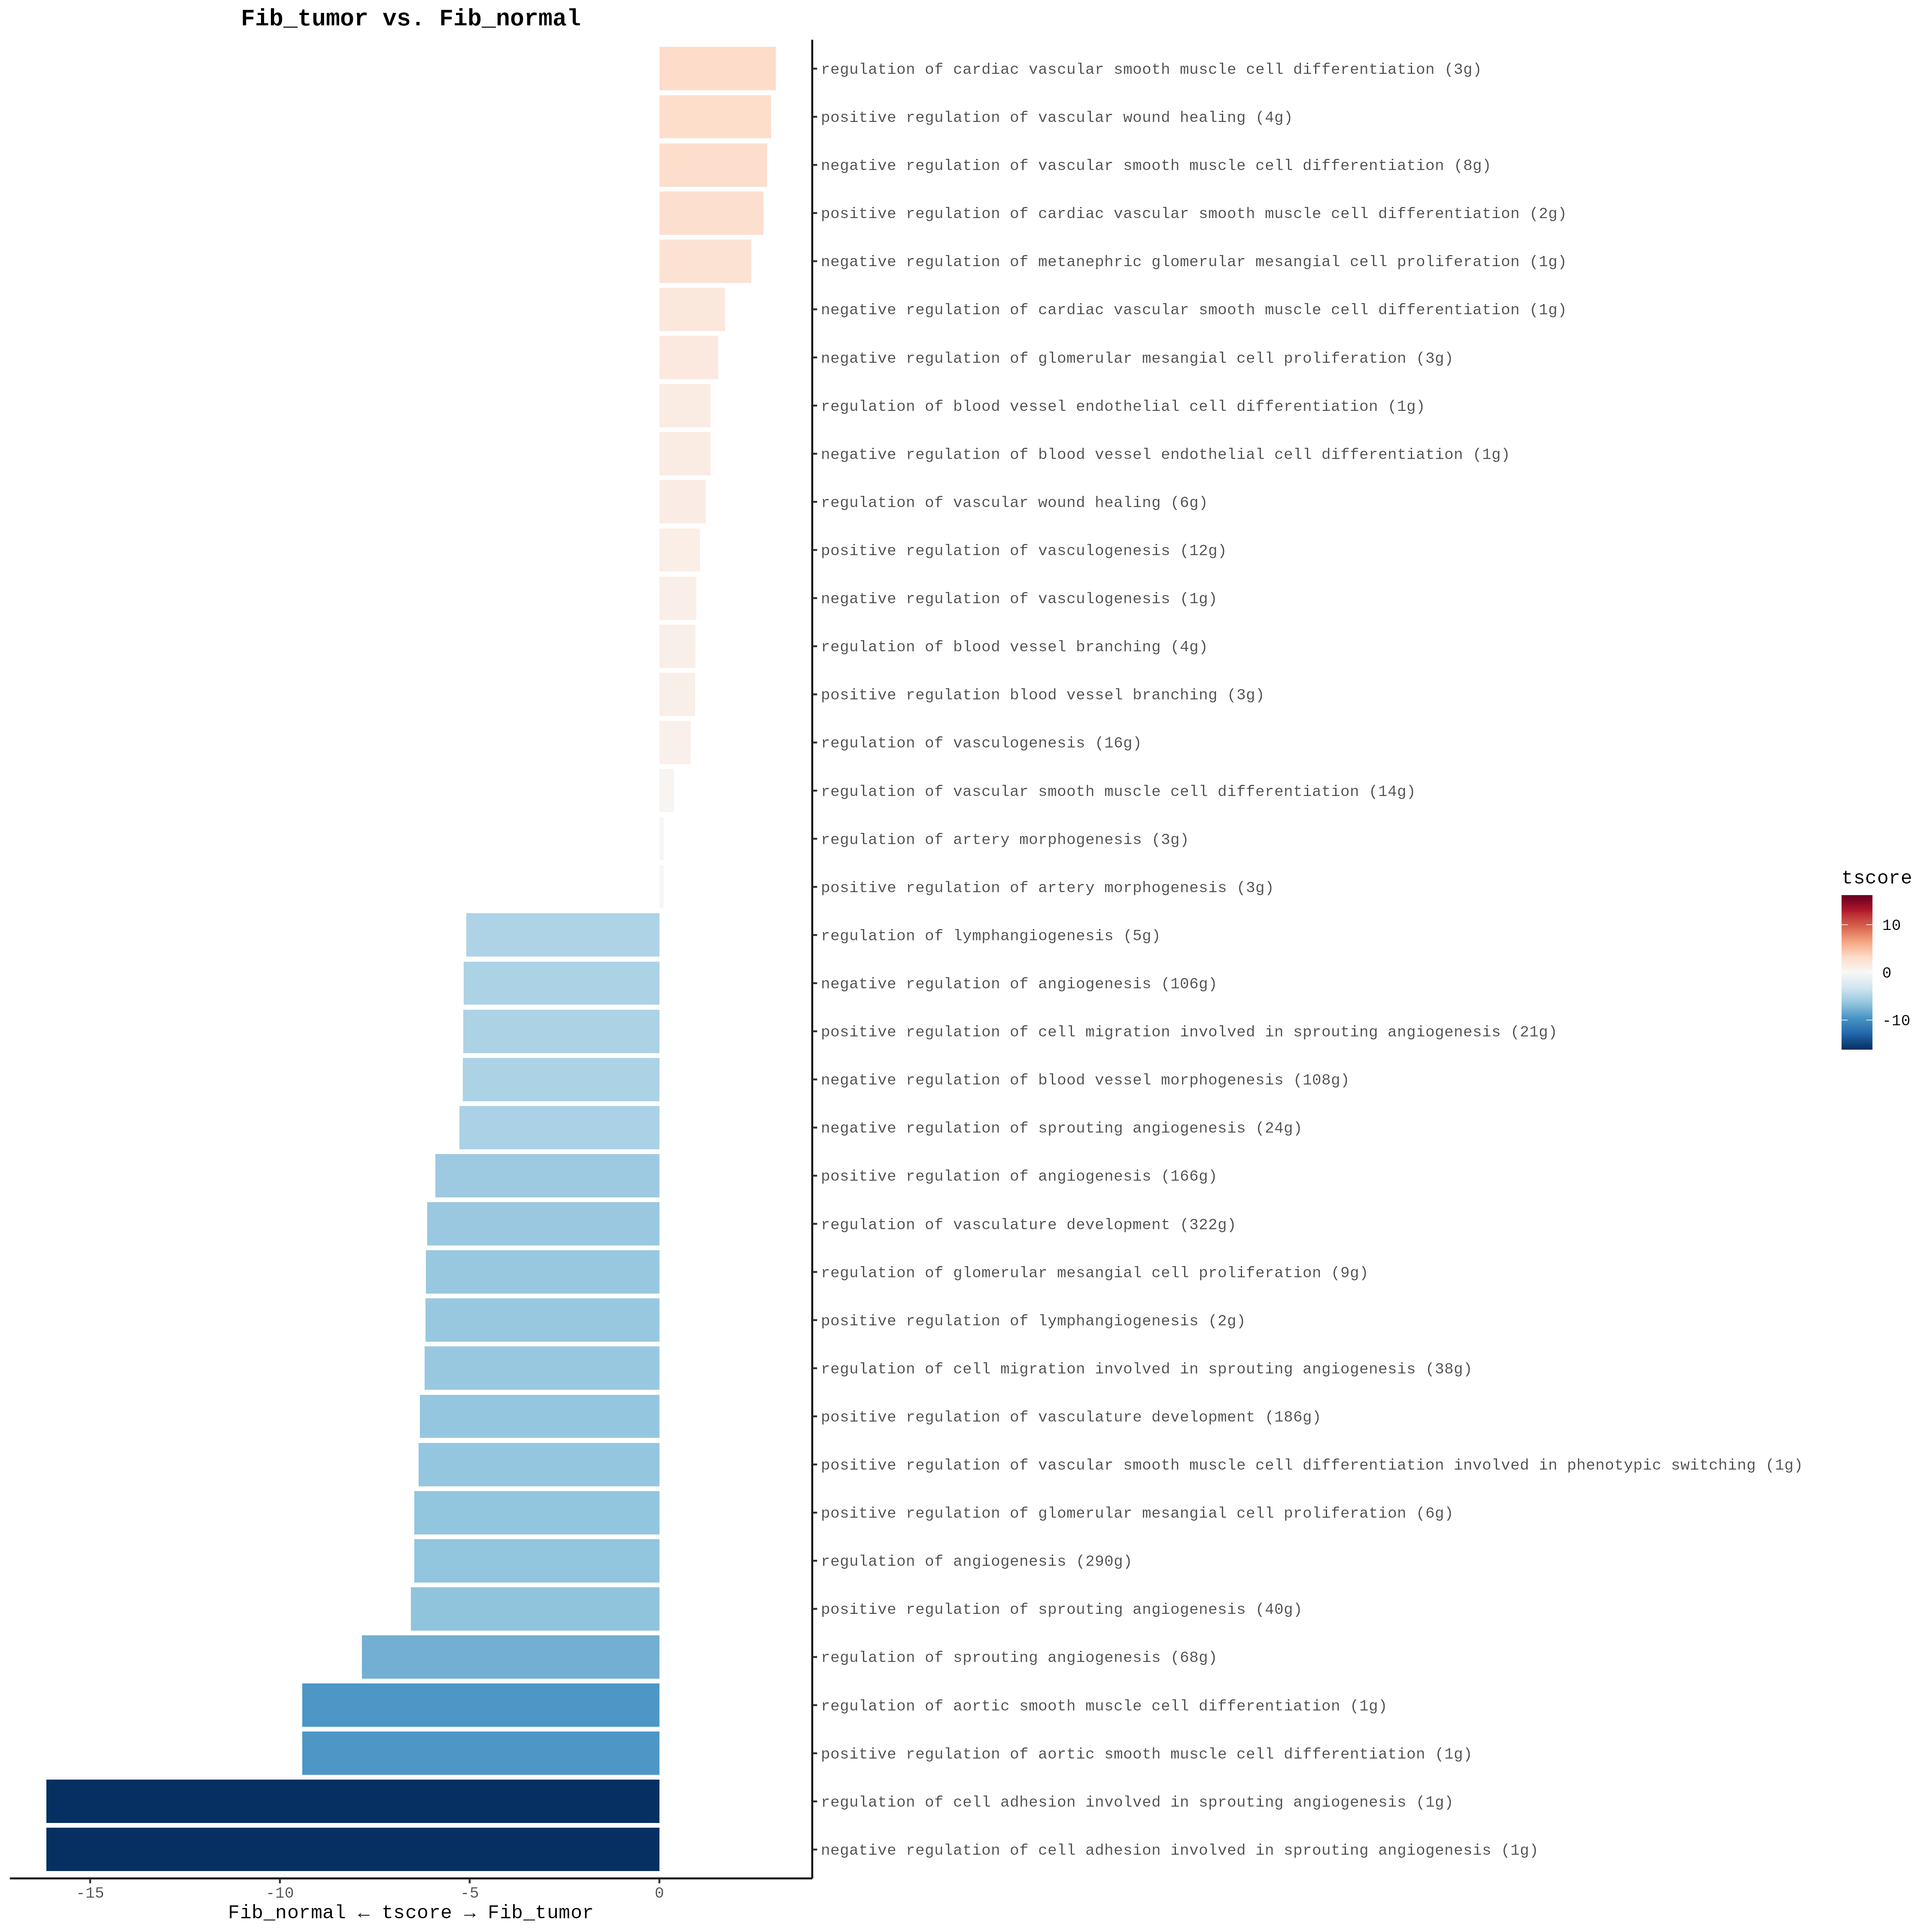 Fib_tumor vs. Fib_normal
regulation of cardiac vascular smooth muscle cell differentiation (3g)
positive regulation of vascular wound healing (4g)
negative regulation of vascular smooth muscle cell differentiation (8g)
positive regulation of cardiac vascular smooth muscle cell differentiation (2g)
negative regulation of metanephric glomerular mesangial cell proliferation (1g)
negative regulation of cardiac vascular smooth muscle cell differentiation (1g)
negative regulation of glomerular mesangial cell proliferation (3g)
regulation of blood vessel endothelial cell differentiation (1g)
negative regulation of blood vessel endothelial cell differentiation (1g)
regulation of vascular wound healing (6g)
positive regulation of vasculogenesis (12g)
negative regulation of vasculogenesis (1g)
regulation of blood vessel branching (4g)
positive regulation blood vessel branching (3g)
regulation of vasculogenesis (16g)
regulation of vascular smooth muscle cell differentiation (14g)
regulation of artery morphogenesis (3g)
positive regulation of artery morphogenesis (3g)
regulation of lymphangiogenesis (5g)
negative regulation of angiogenesis (106g)
positive regulation of cell migration involved in sprouting angiogenesis (21g)
negative regulation of blood vessel morphogenesis (108g)
negative regulation of sprouting angiogenesis (24g)
positive regulation of angiogenesis (166g)
regulation of vasculature development (322g)
regulation of glomerular mesangial cell proliferation (9g)
positive regulation of lymphangiogenesis (2g)
regulation of cell migration involved in sprouting angiogenesis (38g)
positive regulation of vasculature development (186g)
positive regulation of vascular smooth muscle cell differentiation involved in phenotypic switching (1g)
positive regulation of glomerular mesangial cell proliferation (6g)
regulation of angiogenesis (290g)
positive regulation of sprouting angiogenesis (40g)
regulation of sprouting angiogenesis (68g)
regulation of aortic smooth muscle cell differentiation (1g)
positive regulation of aortic smooth muscle cell differentiation (1g)
regulation of cell adhesion involved in sprouting angiogenesis (1g)
negative regulation of cell adhesion involved in sprouting angiogenesis (1g)
-15 -10 -5 0
Fib_normal ← tscore → Fib_tumor
tscore
10
0
-10